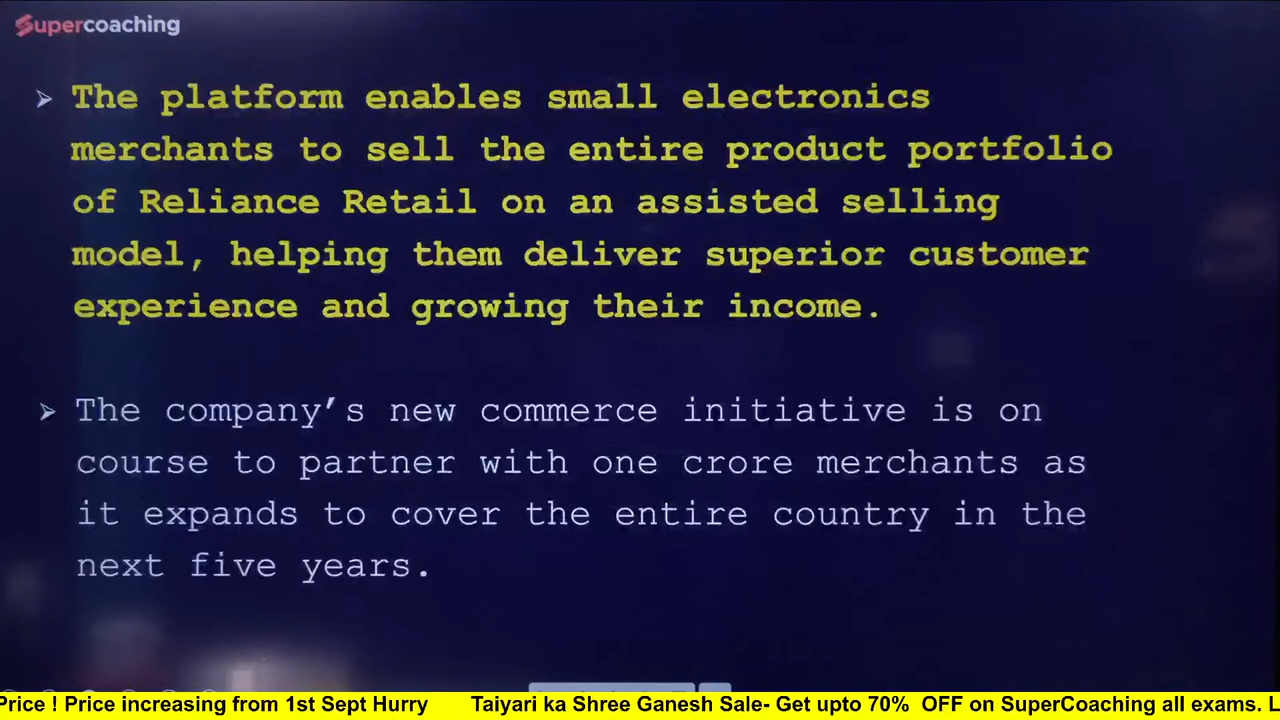 Supercoaching
➢ The platform enables small electronics
merchants to sell the entire product portfolio
of Reliance Retail on an assisted selling
model, helping them deliver superior customer
experience and growing their income.
➢ The company’s new commerce initiative is on
course to partner with one crore merchants as
it expands to cover the entire country in the
next five years.
Price ! Price increasing from 1st Sept Hurry Taiyari ka Shree Ganesh Sale- Get upto 70% OFF on SuperCoaching all exams. L